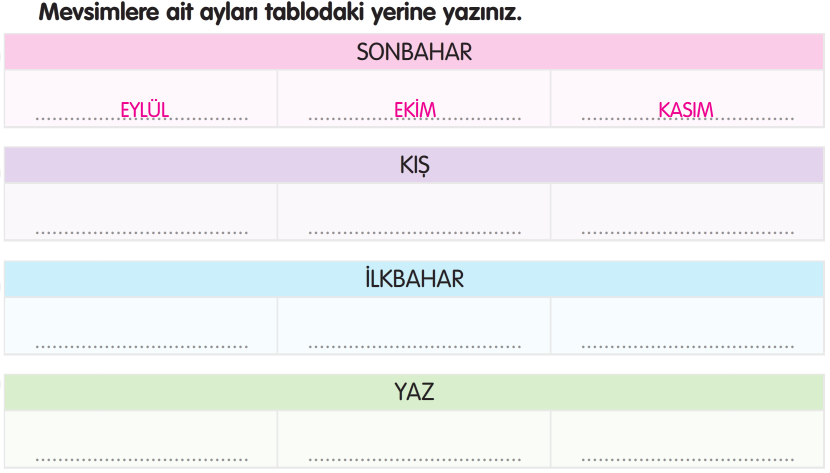 Mevsimlere ait ayları tablodaki yerine yazınız.
SONBAHAR
EYLÜL EKİM KASIM
KIŞ
İLKBAHAR
YAZ